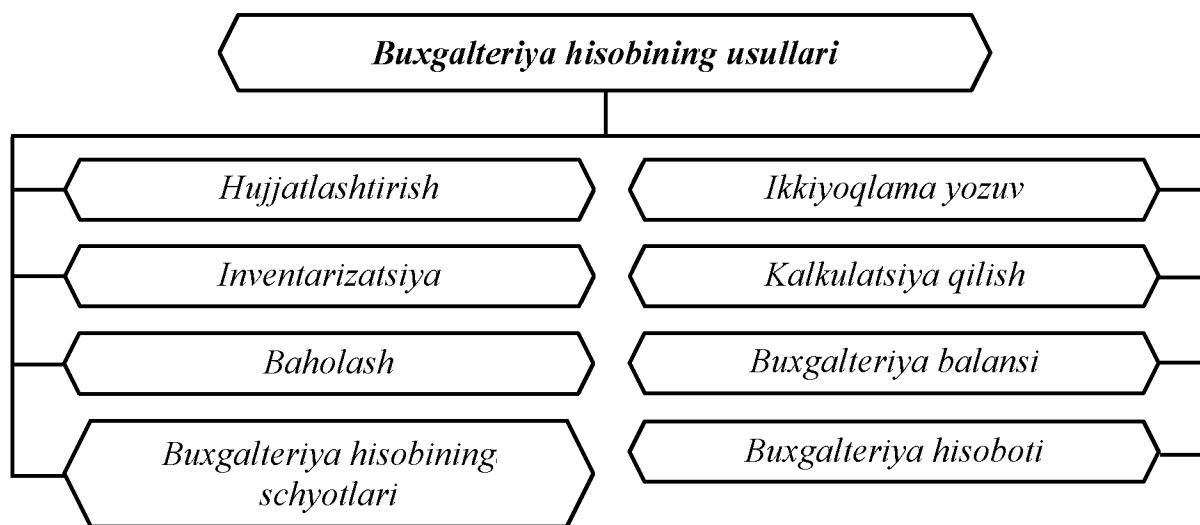 Buxgalteriya hisobining usullari
Hujjatlashtirish
Inventarizatsiya
Baholash
Buxgalteriya hisobining
schyotlari
Ikkiyoqlama yozuv
Kalkulatsiya qilish
Buxgalteriya balansi
Buxgalteriya hisoboti